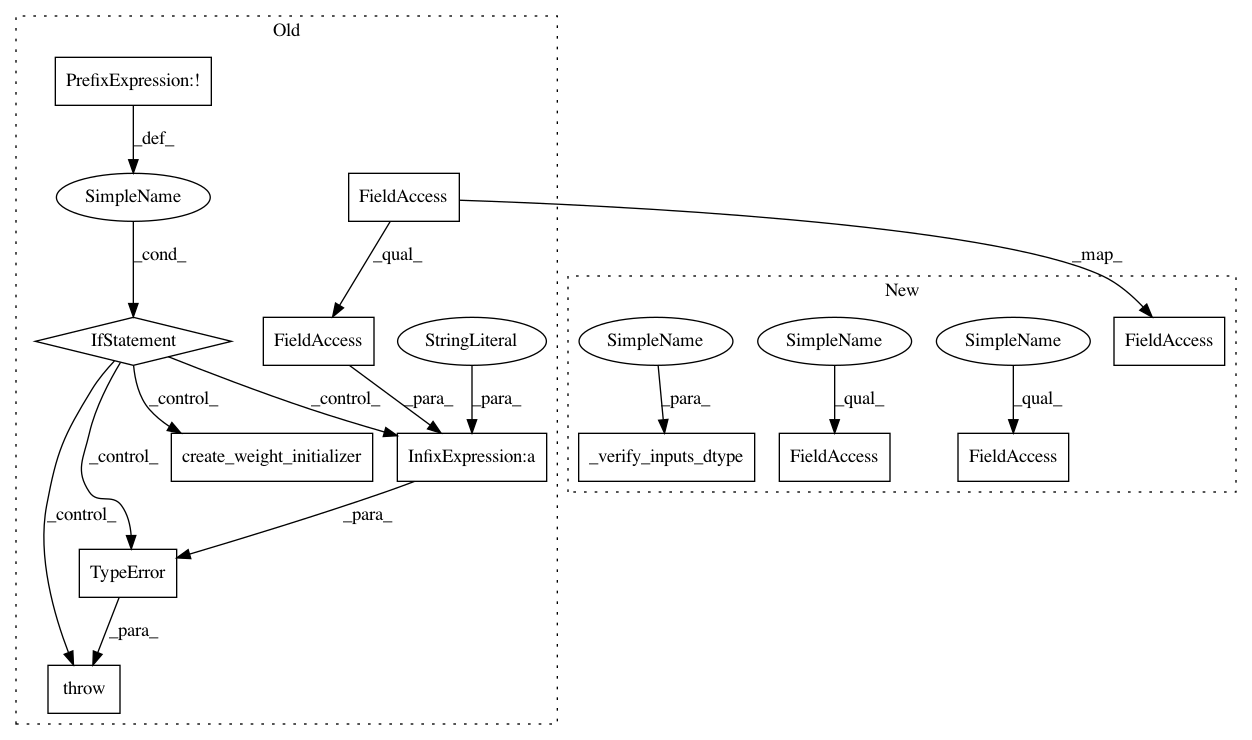 Old
PrefixExpression:!
_def_
SimpleName
FieldAccess
_cond_
_qual_
_map_
New
IfStatement
FieldAccess
StringLiteral
SimpleName
SimpleName
SimpleName
FieldAccess
_control_
_control_
_para_
_para_
_para_
_qual_
_qual_
_control_
create_weight_initializer
InfixExpression:a
_verify_inputs_dtype
FieldAccess
FieldAccess
_control_
_para_
TypeError
_para_
throw